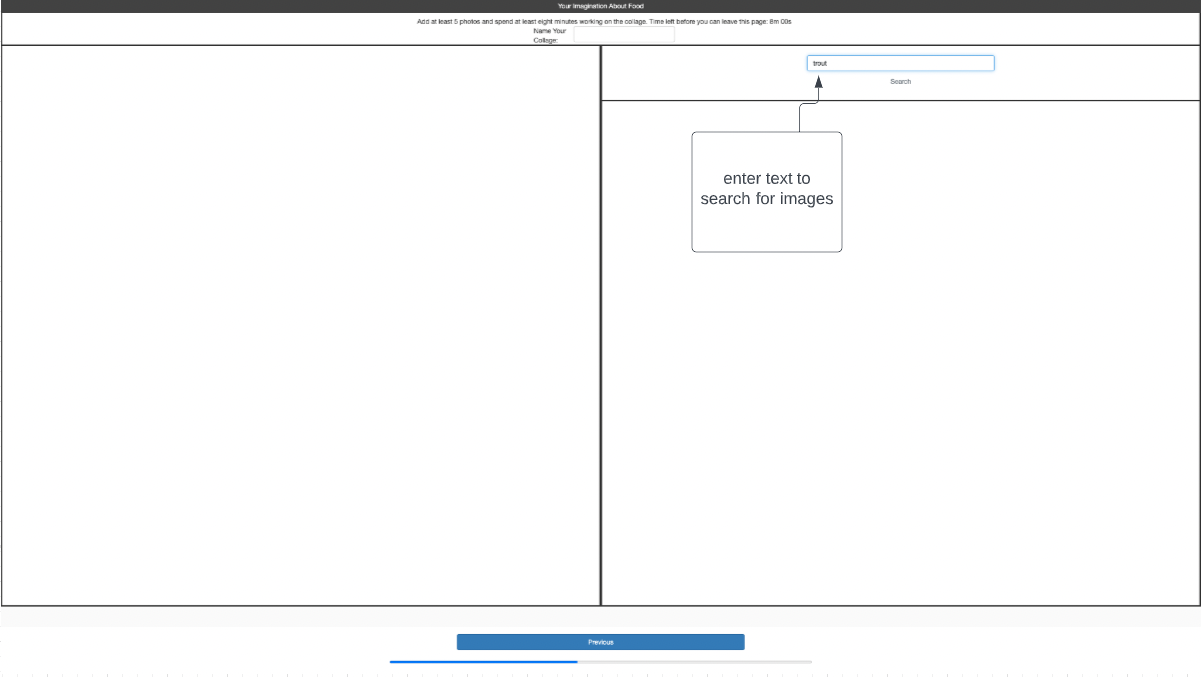 Your Imagination About Food
Add at least 5 photos and spend at least eight minutes working on the collage. Time left before you can leave this page: 8m 00s
Name Your
Collage:
trout
Search
enter text to
search for images
Previous